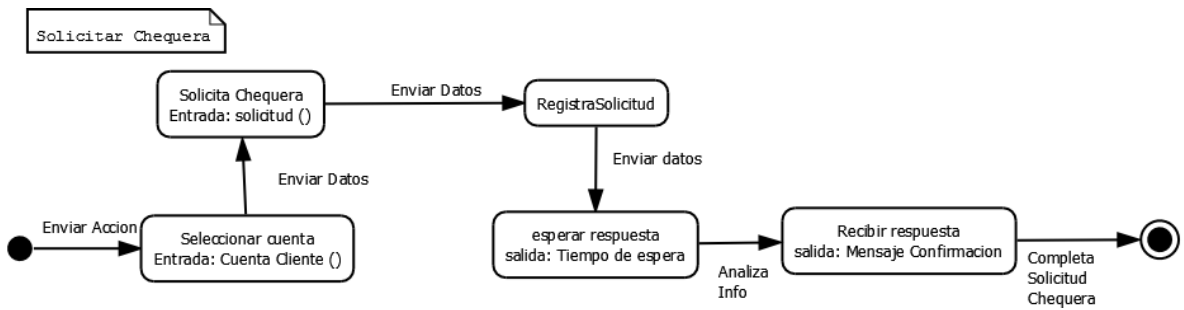 Solicitar Chequera
Solicita Chequera
Entrada: solicitud ()
Enviar Datos
RegistraSolicitud
Enviar Datos
Enviar datos
Enviar Accion
Seleccionar cuenta
Entrada: Cuenta Cliente ()
esperar respuesta
salida: Tiempo de espera
Analiza
Info
Recibir respuesta
salida: Mensaje Confirmacion
Completa
Solicitud
Chequera